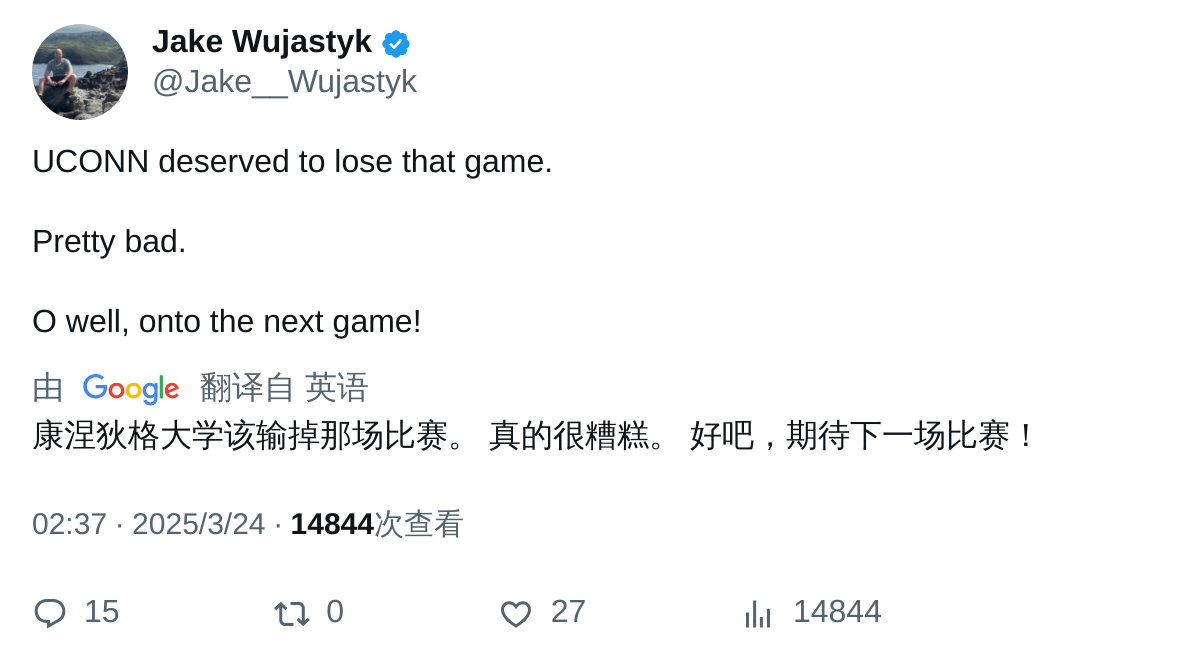 Jake Wujastyk
@Jake__Wujastyk
UCONN deserved to lose that game.
Pretty bad.
O well, onto the next game!
由 Google 翻译自 英语
康涅狄格大学该输掉那场比赛。 真的很糟糕。 好吧，期待下一场比赛！
02:37 · 2025/3/24 · 14844次查看
15 0 27 14844